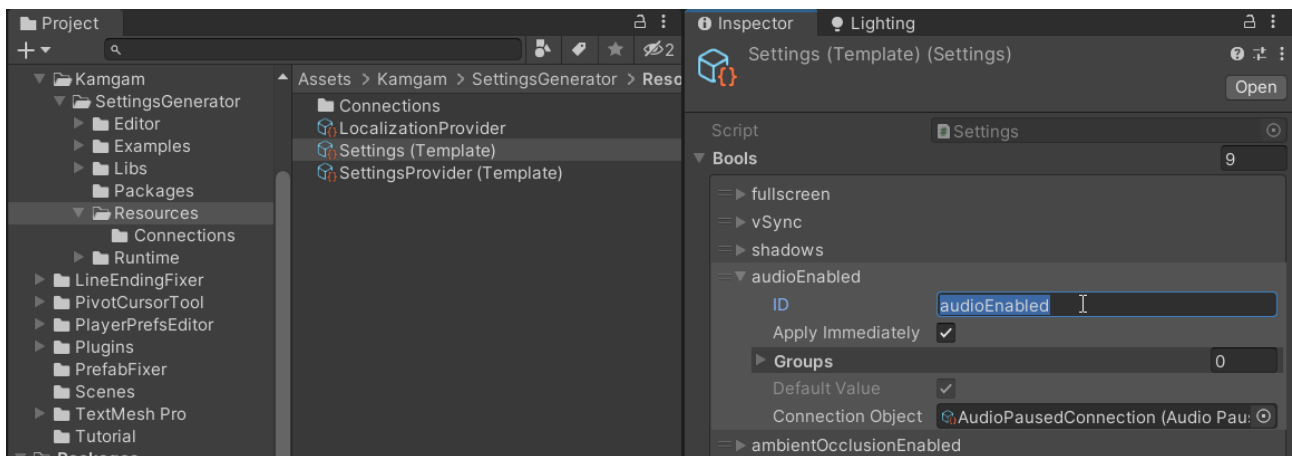 Project
2
Kamgam
SettingsGenerator
Editor
Examples
Libs
Packages
Resources
Connections
Runtime
LineEndingFixer
PivotCursorTool
PlayerPrefsEditor
Plugins
PrefabFixer
Scenes
TextMesh Pro
Tutorial
Assets > Kamgam > SettingsGenerator > Reso
Connections
LocalizationProvider
Settings (Template)
SettingsProvider (Template)
Inspector
Lighting
Settings (Template) (Settings)
Open
Script Settings
Bools 9
fullscreen
vSync
shadows
audioEnabled
ID audioEnabled
Apply Immediately
Groups 0
Default Value
Connection Object AudioPausedConnection (Audio Pau
ambientOcclusionEnabled